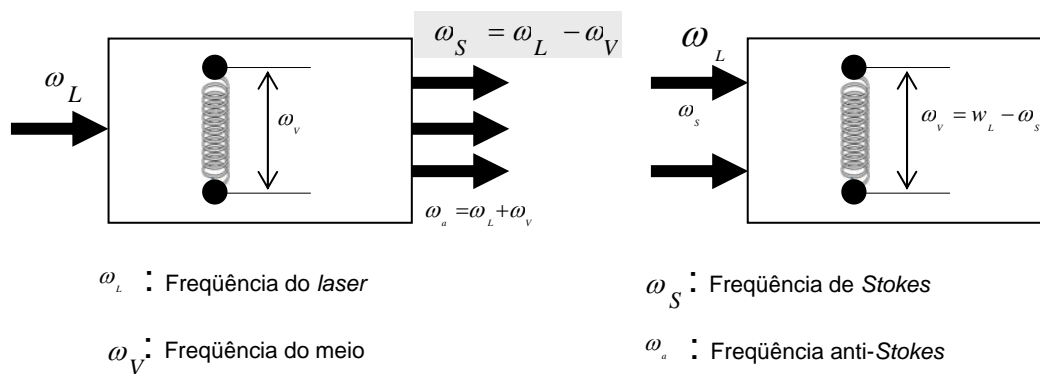 ω_S = ω_L − ω_V
ω_L
ω_V
ω_a = ω_L + ω_V
ω_L
ω_S
ω_V = w_L − ω_S
ω_L : Freqüência do laser
ω_S : Freqüência de Stokes
ω_V : Freqüência do meio
ω_a : Freqüência anti-Stokes